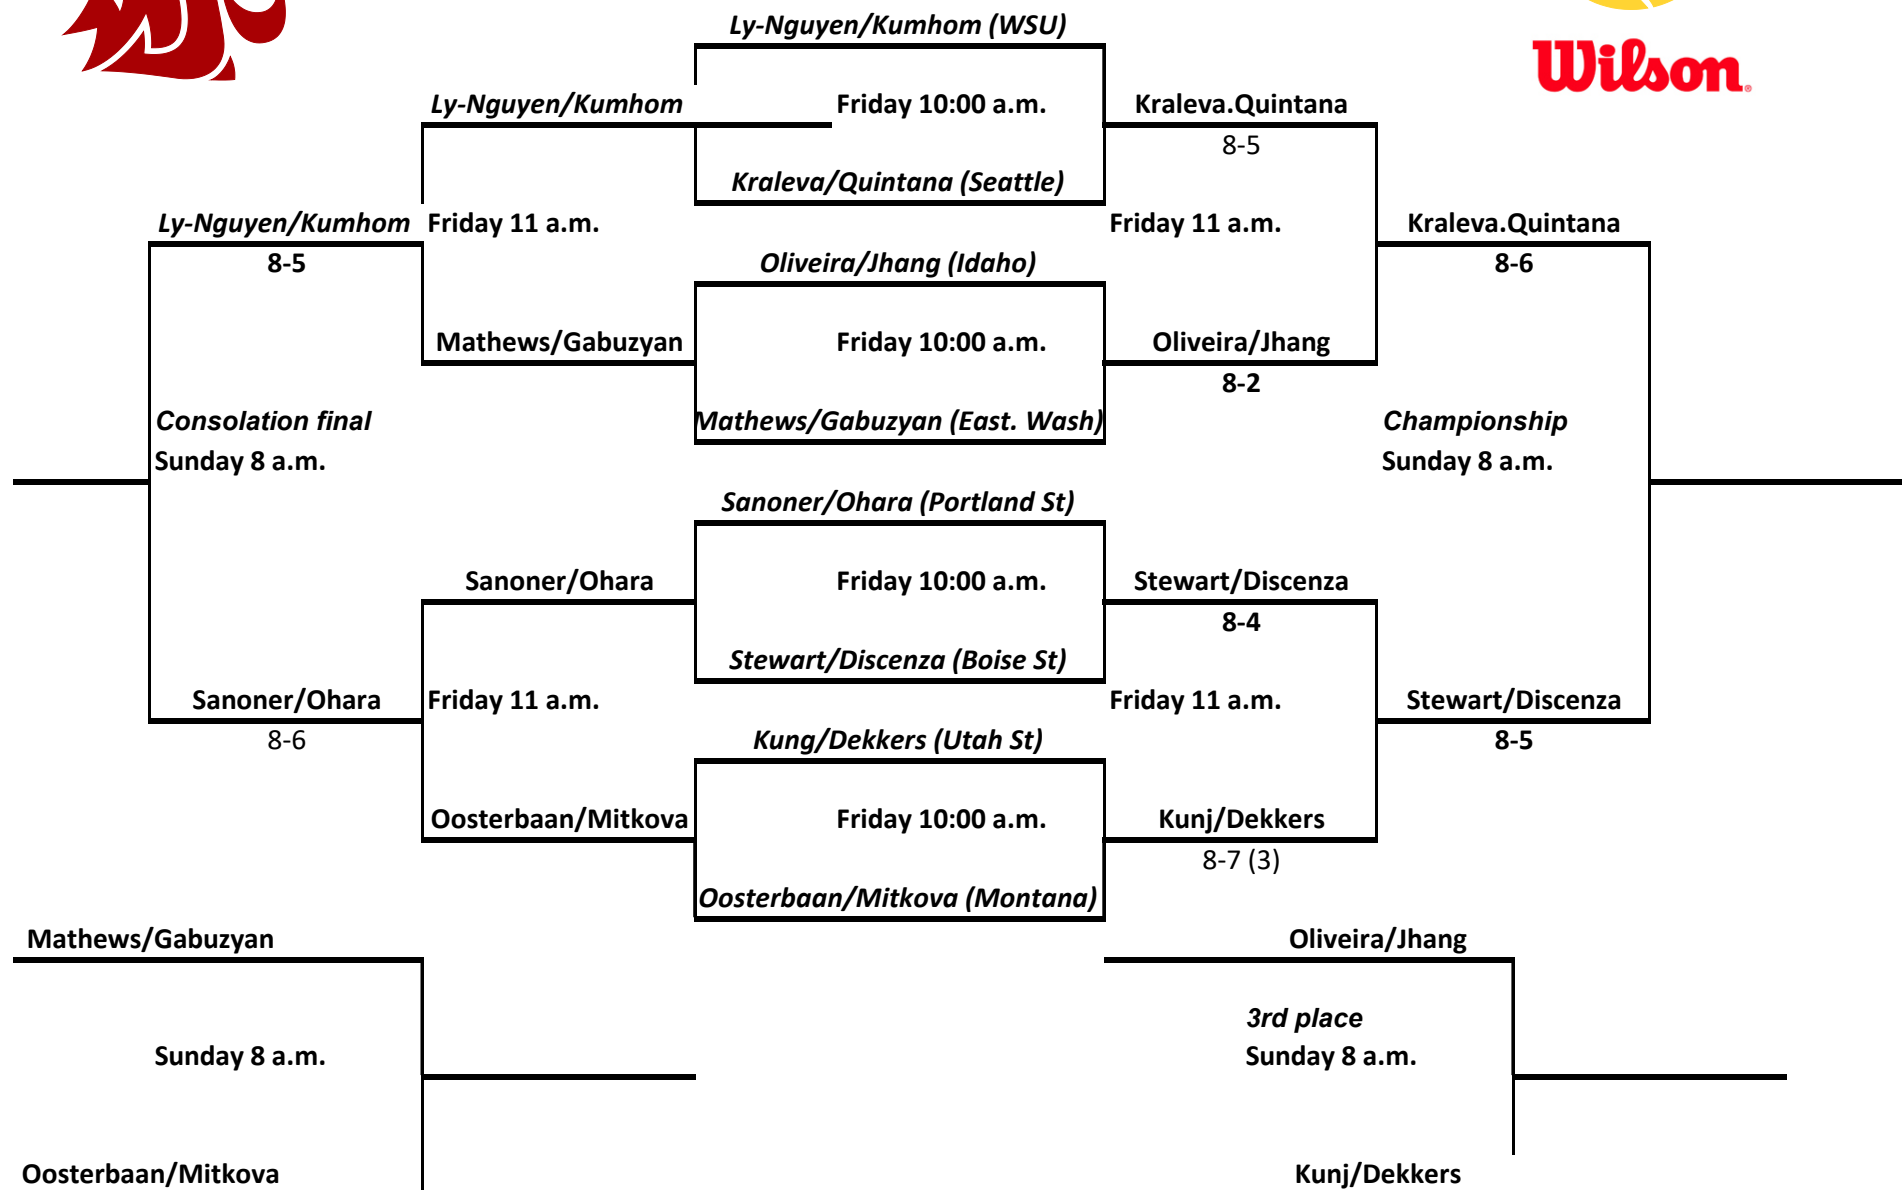 Ly-Nguyen/Kumhom (WSU)
Wilson
Ly-Nguyen/Kumhom Friday 10:00 a.m. Kraleva.Quintana
8-5
Kraleva/Quintana (Seattle)
Ly-Nguyen/Kumhom Friday 11 a.m. Friday 11 a.m. Kraleva.Quintana
8-5 Oliveira/Jhang (Idaho) 8-6
Mathews/Gabuzyan Friday 10:00 a.m. Oliveira/Jhang
8-2
Consolation final Mathews/Gabuzyan (East. Wash) Championship
Sunday 8 a.m. Sunday 8 a.m.
Sanoner/Ohara (Portland St)
Sanoner/Ohara Friday 10:00 a.m. Stewart/Discenza
8-4
Stewart/Discenza (Boise St)
Sanoner/Ohara Friday 11 a.m. Friday 11 a.m. Stewart/Discenza
8-6 Kung/Dekkers (Utah St) 8-5
Oosterbaan/Mitkova Friday 10:00 a.m. Kunj/Dekkers
8-7 (3)
Oosterbaan/Mitkova (Montana)
Mathews/Gabuzyan Oliveira/Jhang
3rd place
Sunday 8 a.m. Sunday 8 a.m.
Oosterbaan/Mitkova Kunj/Dekkers